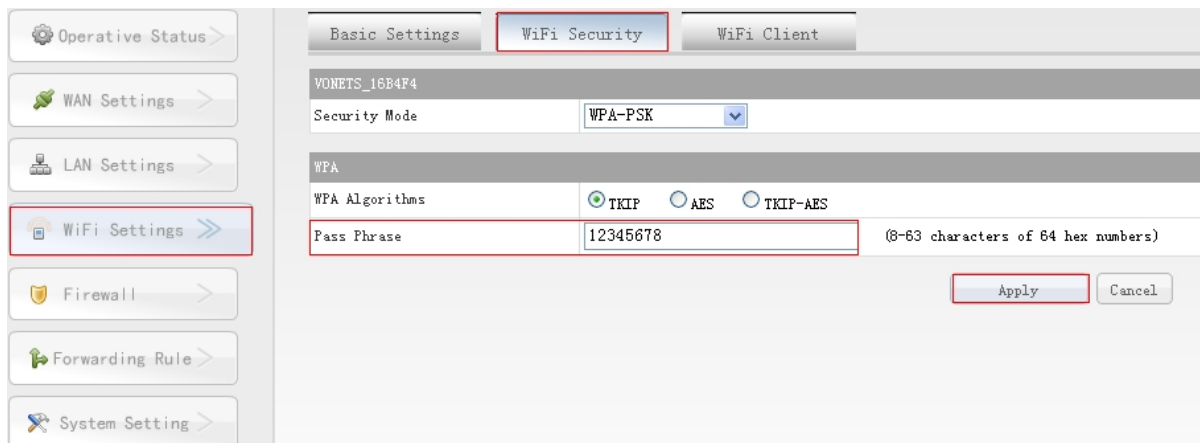 Operative Status
WAN Settings
LAN Settings
WiFi Settings
Firewall
Forwarding Rule
System Setting
Basic Settings WiFi Security WiFi Client
VONETS_16B4F4
Security Mode WPA-PSK
WPA
WPA Algorithms TKIP AES TKIP-AES
Pass Phrase 12345678 (8-63 characters of 64 hex numbers)
Apply Cancel